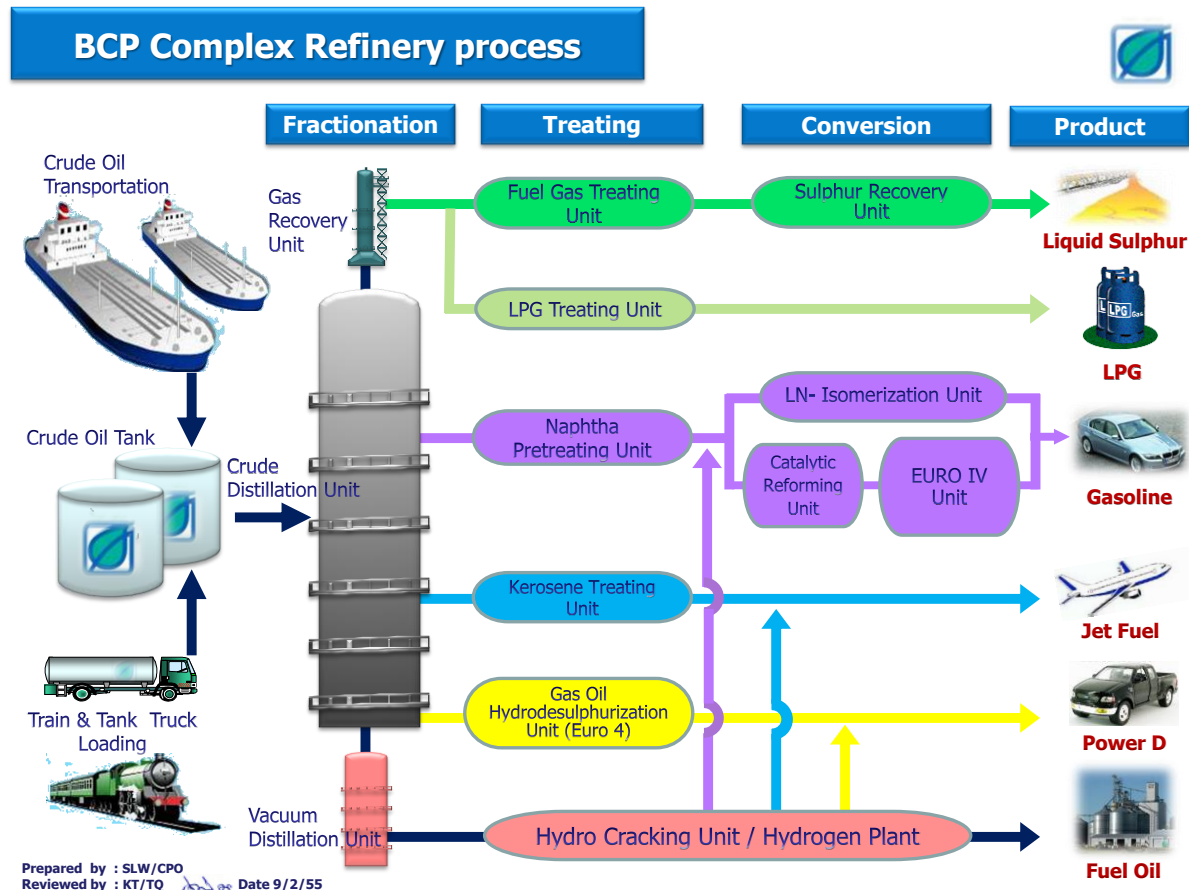 BCP Complex Refinery process
Fractionation
Treating
Conversion
Product
Crude Oil
Transportation
Gas
Recovery
Unit
Fuel Gas Treating
Unit
Sulphur Recovery
Unit
Liquid Sulphur
LPG Treating Unit
LPG
Gas
LPG
LN- Isomerization Unit
Naphtha
Pretreating Unit
Catalytic
Reforming
Unit
EURO IV
Unit
Gasoline
Crude Oil Tank
Crude
Distillation Unit
Kerosene Treating
Unit
Jet Fuel
Gas Oil
Hydrodesulphurization
Unit (Euro 4)
Power D
Train & Tank Truck
Loading
Vacuum
Distillation Unit
Hydro Cracking Unit / Hydrogen Plant
Fuel Oil
Prepared by : SLW/CPO
Reviewed by : KT/TQ Date 9/2/55